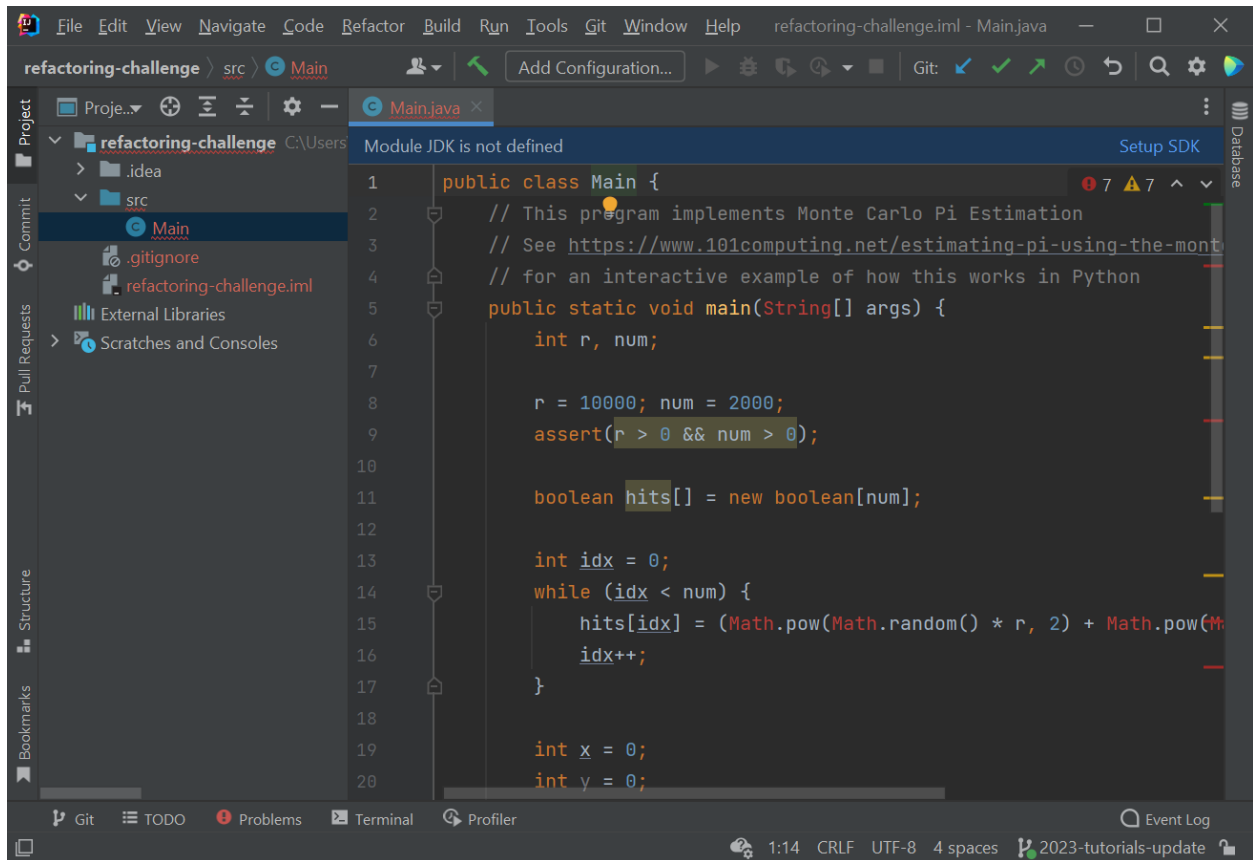 File Edit View Navigate Code Refactor Build Run Tools Git Window Help refactoring-challenge.iml - Main.java
refactoring-challenge src Main Add Configuration... Git:
Project
Commit
Pull Requests
Structure
Bookmarks
Proje...
refactoring-challenge C:\Users
.idea
src
Main
.gitignore
refactoring-challenge.iml
External Libraries
Scratches and Consoles
Main.java
Module JDK is not defined Setup SDK
7 7
1 public class Main {
2 // This program implements Monte Carlo Pi Estimation
3 // See https://www.101computing.net/estimating-pi-using-the-mont
4 // for an interactive example of how this works in Python
5 public static void main(String[] args) {
6 int r, num;
7
8 r = 10000; num = 2000;
9 assert(r > 0 && num > 0);
10
11 boolean hits[] = new boolean[num];
12
13 int idx = 0;
14 while (idx < num) {
15 hits[idx] = (Math.pow(Math.random() * r, 2) + Math.pow(M
16 idx++;
17 }
18
19 int x = 0;
20 int y = 0;
Database
Git TODO Problems Terminal Profiler Event Log
1:14 CRLF UTF-8 4 spaces 2023-tutorials-update